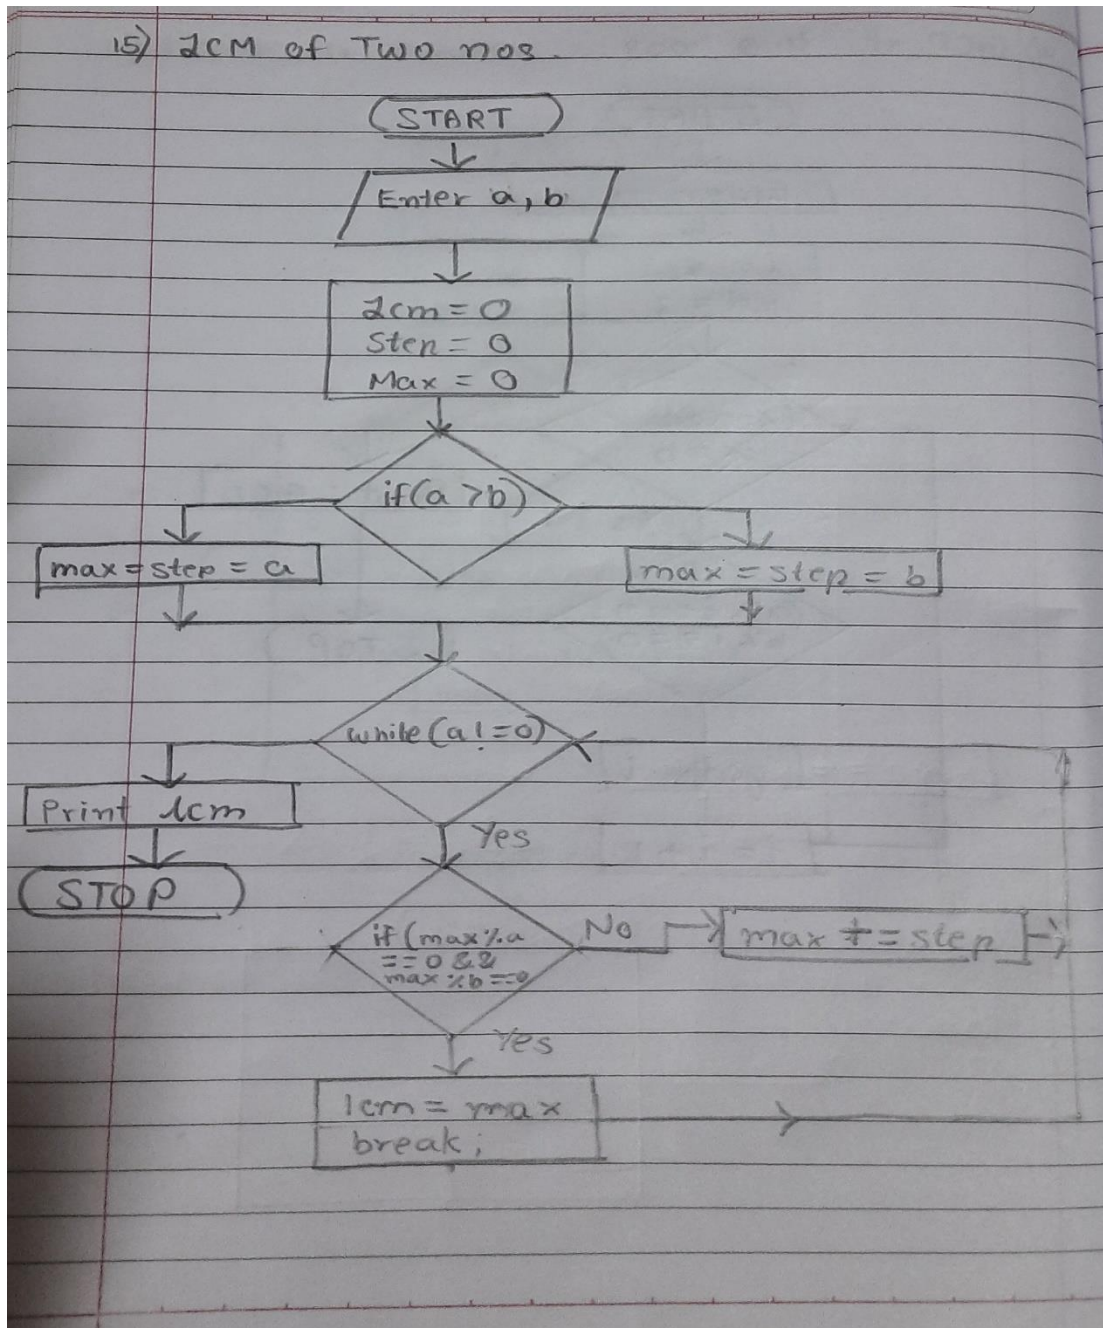 15) LCM of Two nos.
START
Enter a, b
Lcm = 0
Step = 0
Max = 0
if(a >b)
max = step = a
max = step = b
while(a!=0)
Print lcm
Yes
STOP
if (max%a
==0 &&
max%b==0
No
max += step
Yes
lcm = max
break;